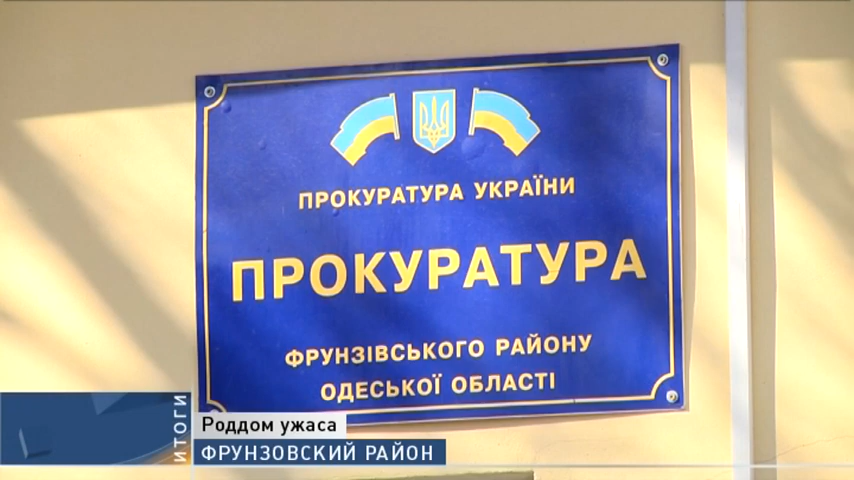 ПРОКУРАТУРА УКРАЇНИ
ПРОКУРАТУРА
ФРУНЗІВСЬКОГО РАЙОНУ
ОДЕСЬКОЇ ОБЛАСТІ
ИТОГИ
Роддом ужаса
ФРУНЗОВСКИЙ РАЙОН